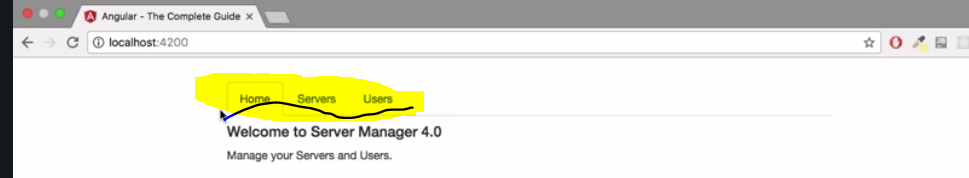 Angular - The Complete Guide
localhost:4200
Home Servers Users
Welcome to Server Manager 4.0
Manage your Servers and Users.